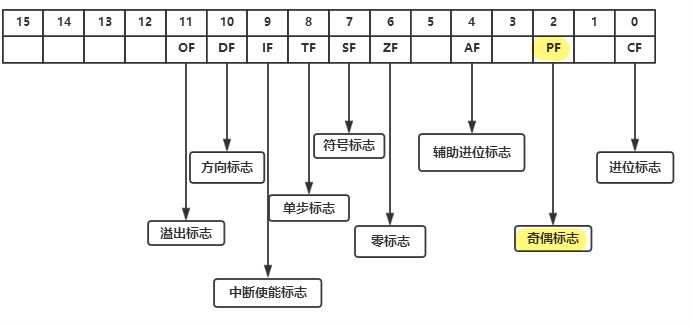 15 14 13 12 11 10 9 8 7 6 5 4 3 2 1 0
OF DF IF TF SF ZF AF PF CF
符号标志
辅助进位标志
方向标志
进位标志
单步标志
溢出标志
零标志
奇偶标志
中断使能标志